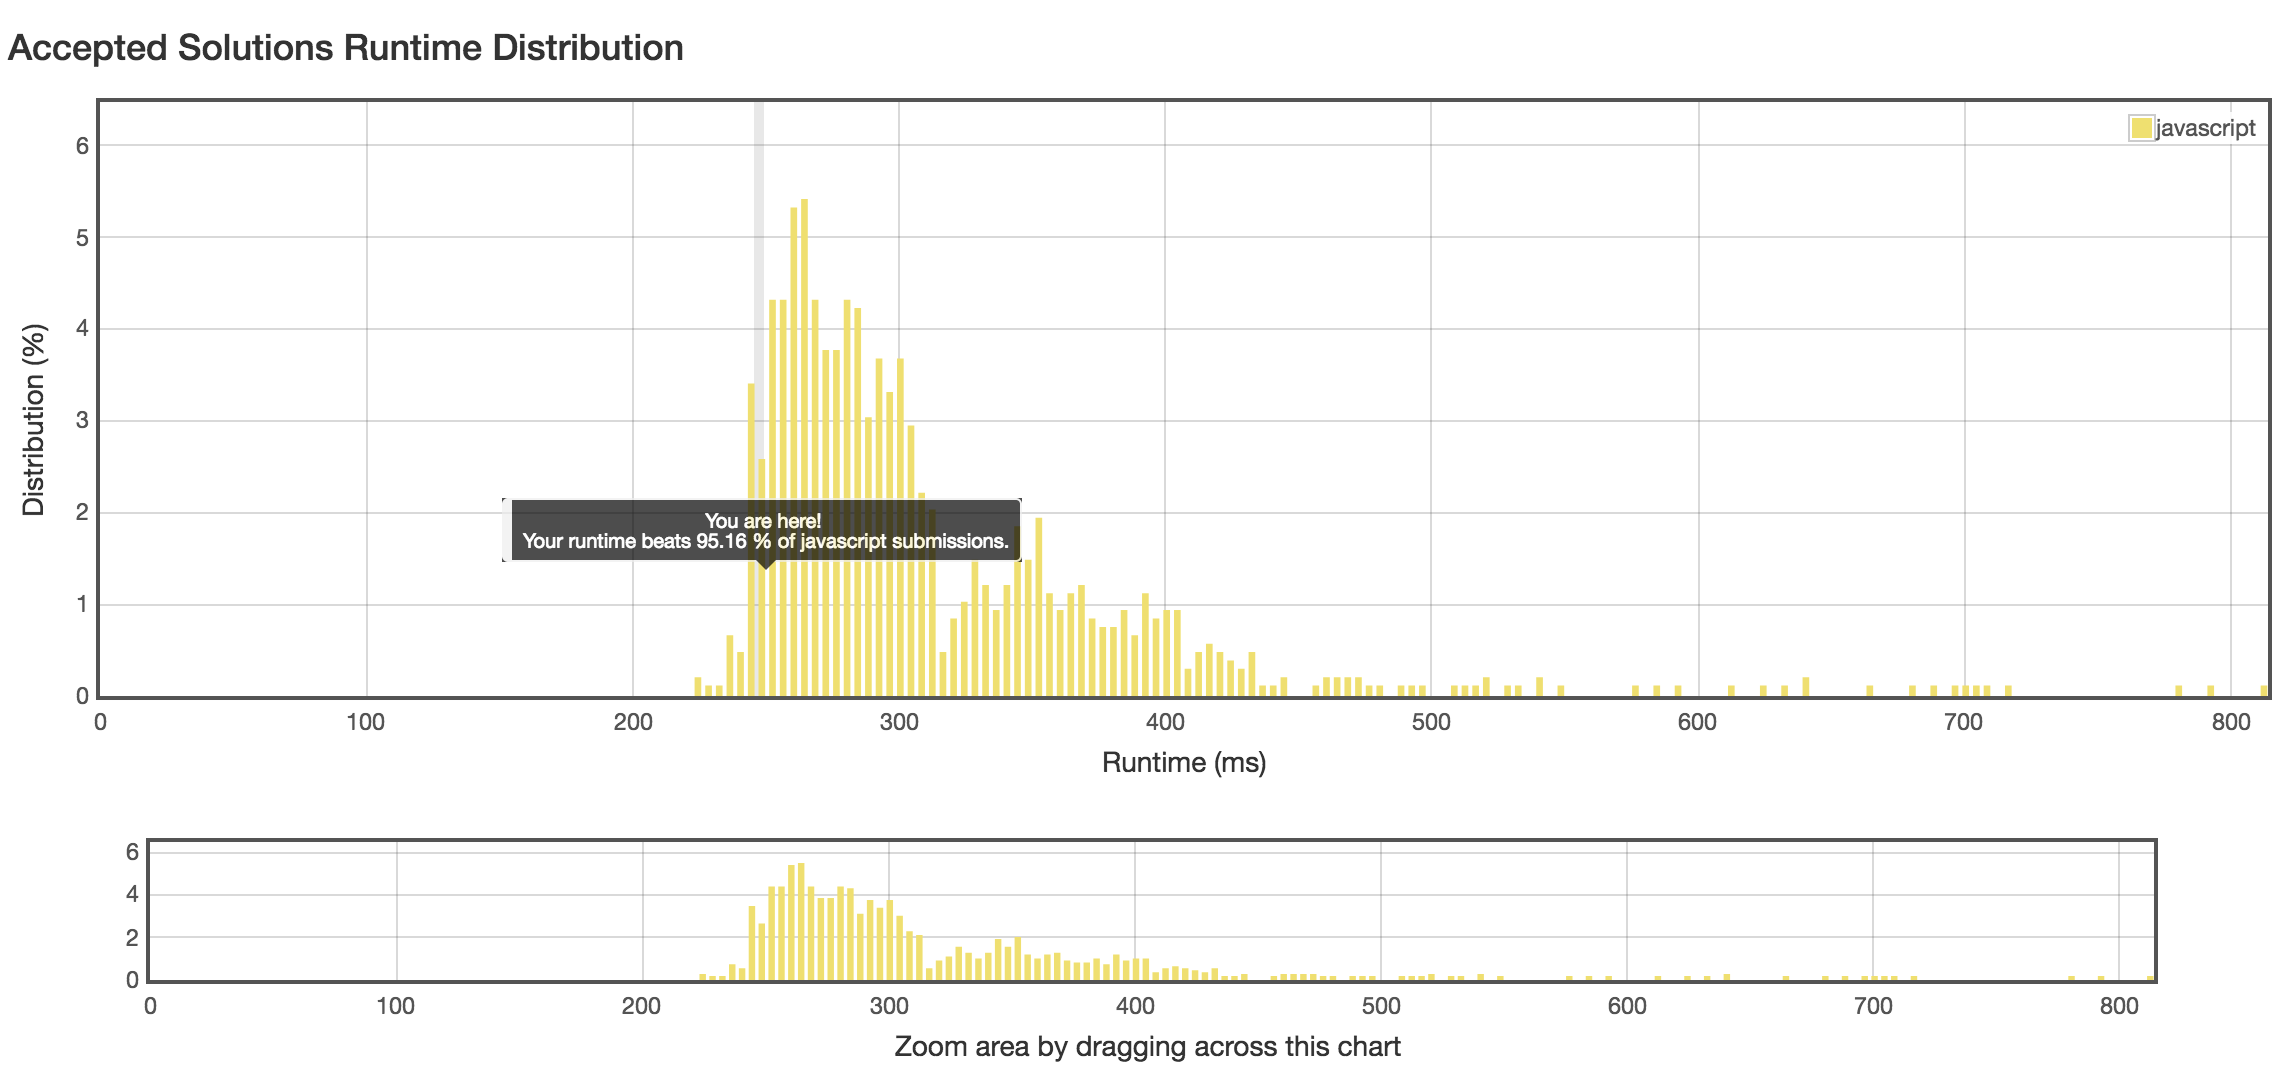 Accepted Solutions Runtime Distribution
javascript
6
5
4
3
2
1
0
Distribution (%)
You are here!
Your runtime beats 95.16 % of javascript submissions.
0 100 200 300 400 500 600 700 800
Runtime (ms)
6
4
2
0
0 100 200 300 400 500 600 700 800
Zoom area by dragging across this chart